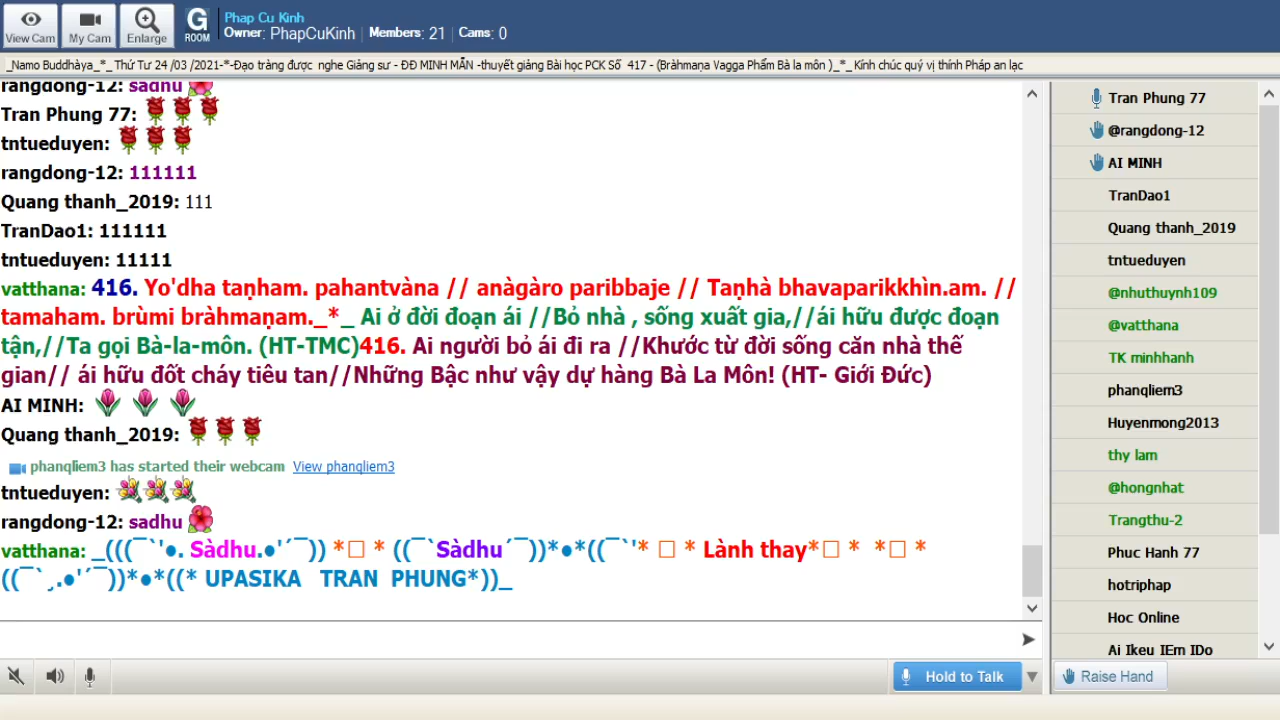 View Cam
My Cam
Enlarge
G
ROOM
Phap Cu Kinh
Owner: PhapCuKinh Members: 21 Cams: 0
_Namo Buddhàya_*_ Thứ Tư 24 /03 /2021-*-Đạo tràng được nghe Giảng sư - ĐĐ MINH MẪN -thuyết giảng Bài học PCK Số 417 - (Bràhmaṇa Vagga Phẩm Bà la môn )_*_ Kính chúc quý vị thính Pháp an lạc
rangdong-12: sadhu
Tran Phung 77:
tntueduyen:
rangdong-12: 111111
Quang thanh_2019: 111
TranDao1: 111111
tntueduyen: 11111
vatthana: 416. Yo'dha taṇham. pahantvàna // anàgàro paribbaje // Taṇhà bhavaparikkhìn.am. //
tamaham. brùmi bràhmaṇam._*_ Ai ở đời đoạn ái //Bỏ nhà , sống xuất gia,//ái hữu được đoạn
tận,//Ta gọi Bà-la-môn. (HT-TMC)416. Ai người bỏ ái đi ra //Khước từ đời sống căn nhà thế
gian// ái hữu đốt cháy tiêu tan//Những Bậc như vậy dự hàng Bà La Môn! (HT- Giới Đức)
AI MINH:
Quang thanh_2019:
phanqliem3 has started their webcam View phanqliem3
tntueduyen:
rangdong-12: sadhu
vatthana: _(((¯`'●. Sàdhu.●'´¯)) *□ * ((¯`Sàdhu´¯))*●*((¯`'* □ * Lành thay*□ * *□ *
((¯`¸.●'´¯))*●*((* UPASIKA TRAN PHUNG*))_
Hold to Talk
Tran Phung 77
@rangdong-12
AI MINH
TranDao1
Quang thanh_2019
tntueduyen
@nhuthuynh109
@vatthana
TK minhhanh
phanqliem3
Huyenmong2013
thy lam
@hongnhat
Trangthu-2
Phuc Hanh 77
hotriphap
Hoc Online
Ai Ikeu IEm IDo
Raise Hand